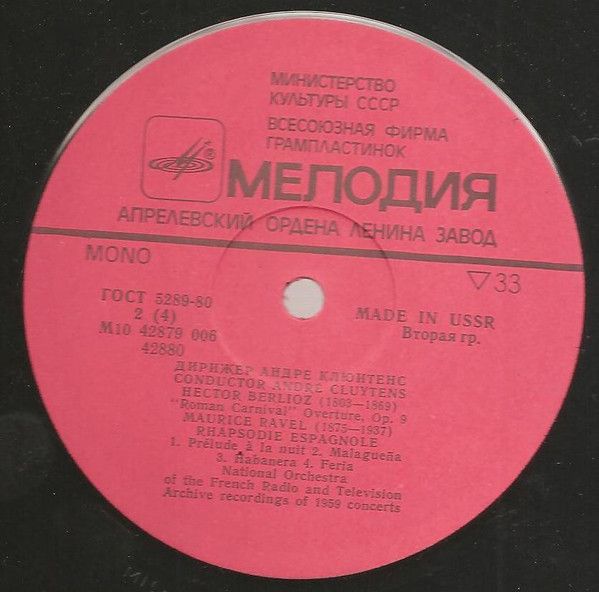 МИНИСТЕРСТВО
КУЛЬТУРЫ СССР
ВСЕСОЮЗНАЯ ФИРМА
ГРАМПЛАСТИНОК
МЕЛОДИЯ
АПРЕЛЕВСКИЙ ОРДЕНА ЛЕНИНА ЗАВОД
MONO
▽33
ГОСТ 5289-80
2 (4)
М10 42879 006
42880
MADE IN USSR
Вторая гр.
ДИРИЖЕР АНДРЕ КЛЮИТЕНС
CONDUCTOR ANDRE CLUYTENS
HECTOR BERLIOZ (1803—1869)
"Roman Carnival" Overture, Op. 9
MAURICE RAVEL (1875—1937)
RHAPSODIE ESPAGNOLE
1. Prélude à la nuit 2. Malagueña
3. Habanera 4. Feria
National Orchestra
of the French Radio and Television
Archive recordings of 1959 concerts